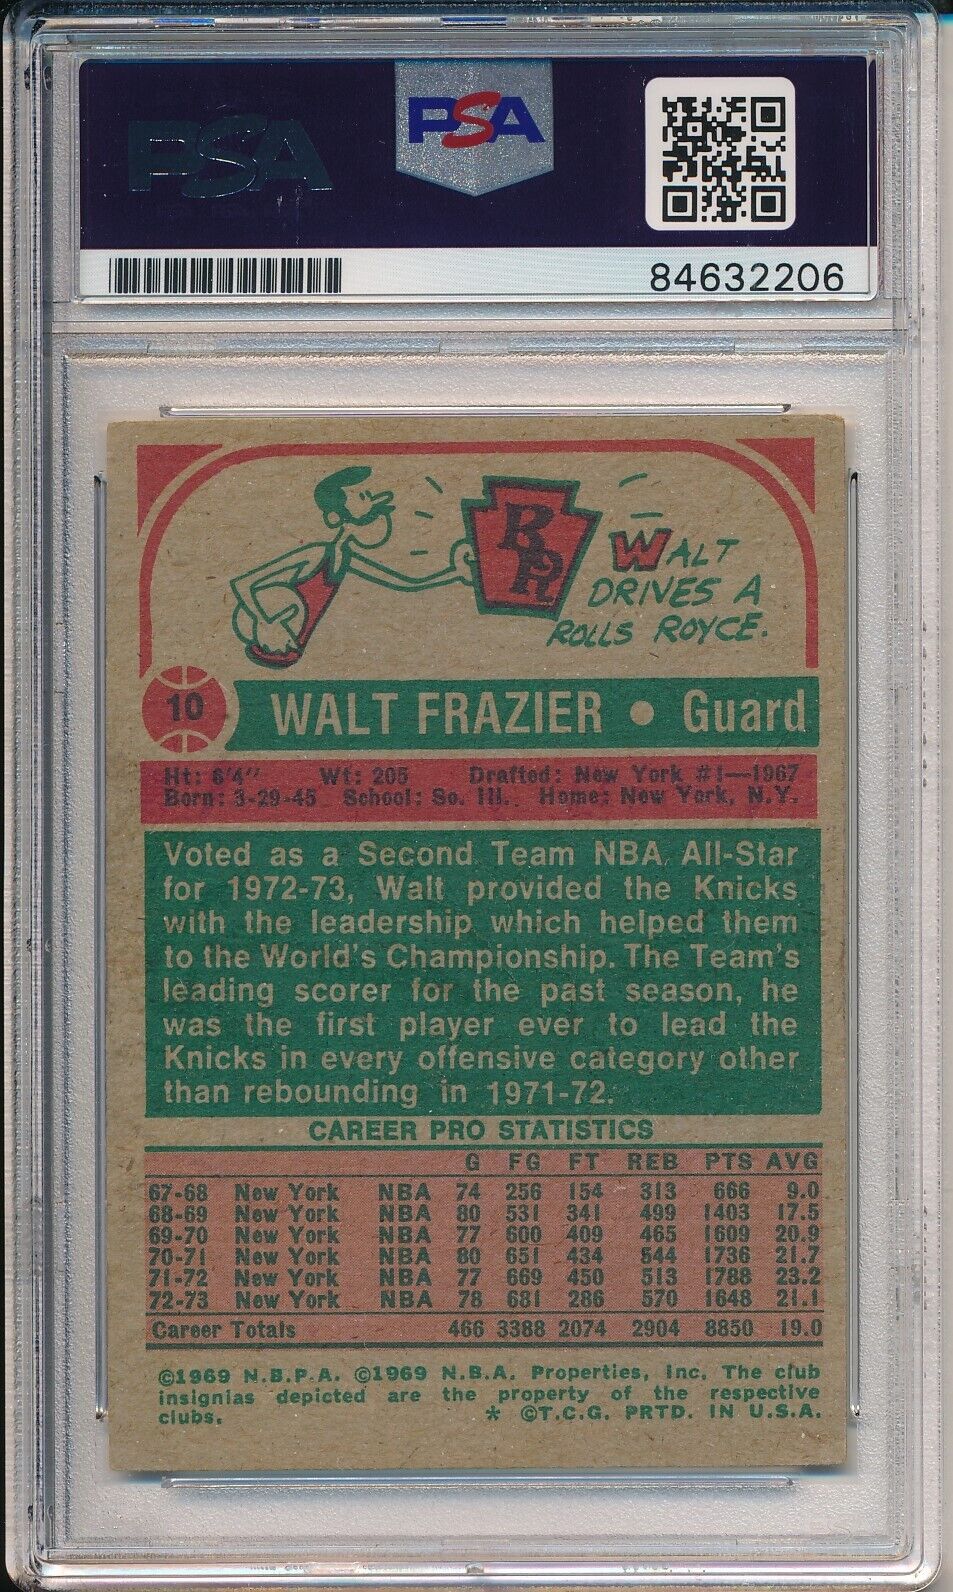 PSA
PSA
84632206
RR
WALT
DRIVES A
ROLLS ROYCE.
10 WALT FRAZIER • Guard
Ht: 6'4" Wt: 205 Drafted: New York #1—1967
Born: 3-29-45 School: So. Ill. Home: New York, N.Y.
Voted as a Second Team NBA All-Star
for 1972-73, Walt provided the Knicks
with the leadership which helped them
to the World's Championship. The Team's
leading scorer for the past season, he
was the first player ever to lead the
Knicks in every offensive category other
than rebounding in 1971-72.
CAREER PRO STATISTICS
G FG FT REB PTS AVG
67-68 New York NBA 74 256 154 313 666 9.0
68-69 New York NBA 80 531 341 499 1403 17.5
69-70 New York NBA 77 600 409 465 1609 20.9
70-71 New York NBA 80 651 434 544 1736 21.7
71-72 New York NBA 77 669 450 513 1788 23.2
72-73 New York NBA 78 681 286 570 1648 21.1
Career Totals 466 3388 2074 2904 8850 19.0
©1969 N.B.P.A. ©1969 N.B.A. Properties, Inc. The club
insignias depicted are the property of the respective
clubs. * ©T.C.G. PRTD. IN U.S.A.